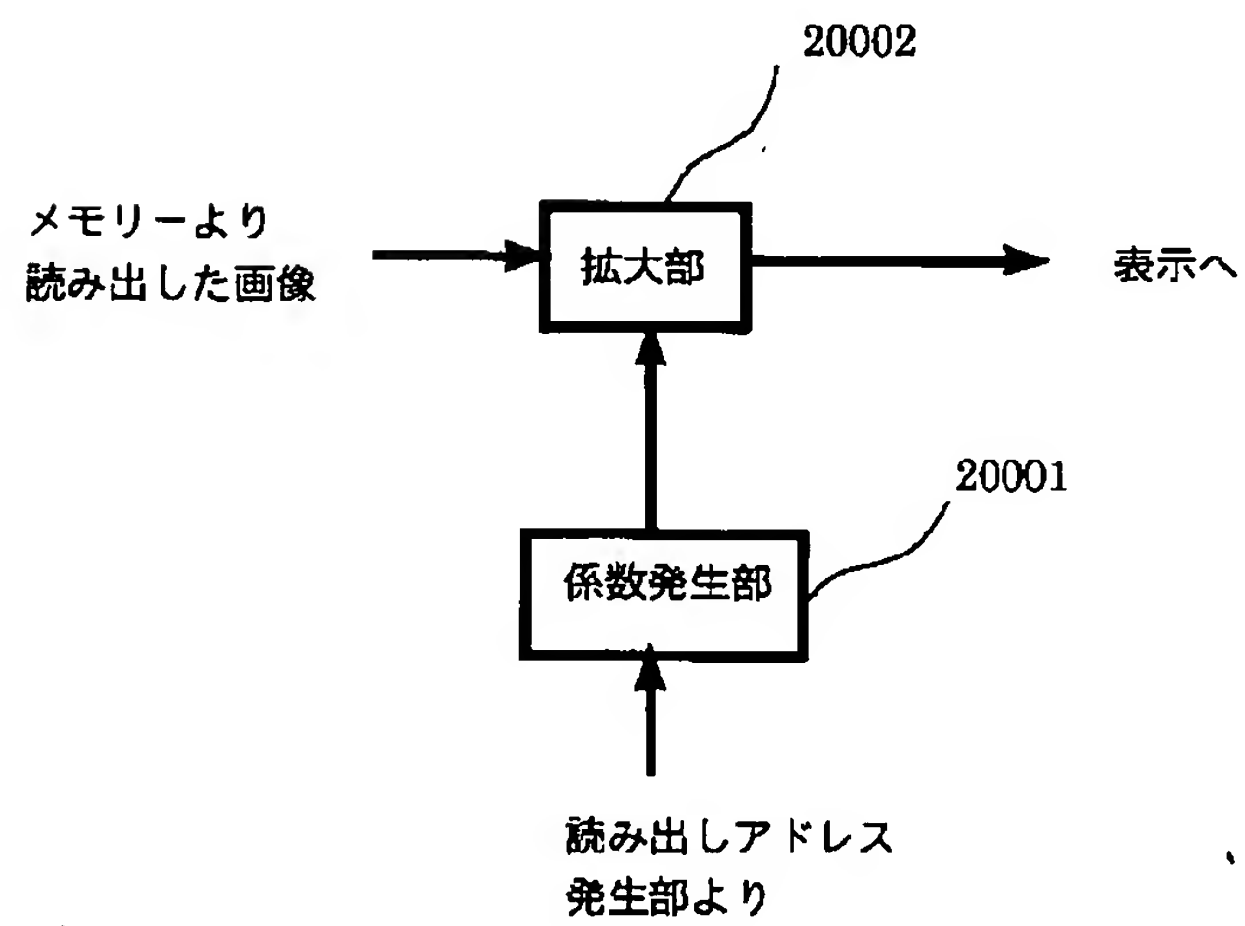 20002
メモリーより
読み出した画像
拡大部
表示へ
20001
係数発生部
読み出しアドレス
発生部より